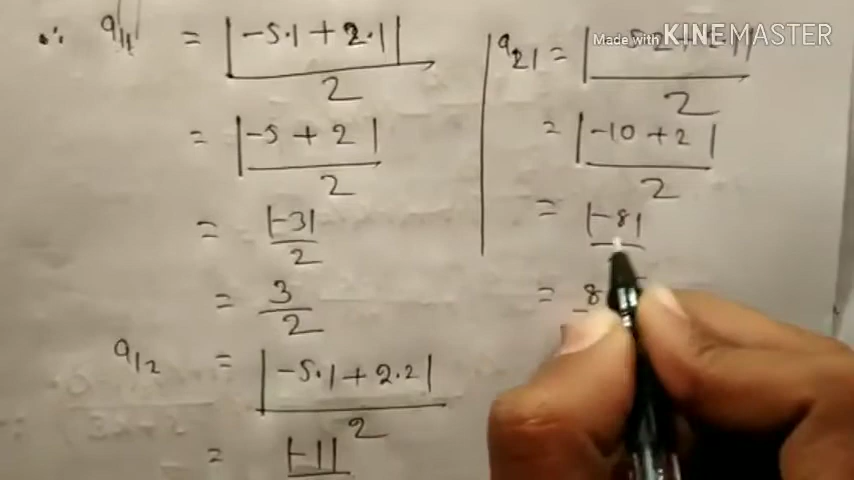 ∴ a₁₁ = |-5.1 + 2.1| / 2
= |-5 + 2| / 2
= |-3| / 2
= 3 / 2
a₁₂ = |-5.1 + 2.2| / 2
= |-1|
Made with KINEMASTER
a₂₁ =
2
= |-10 + 2| / 2
= |-8|
= 8